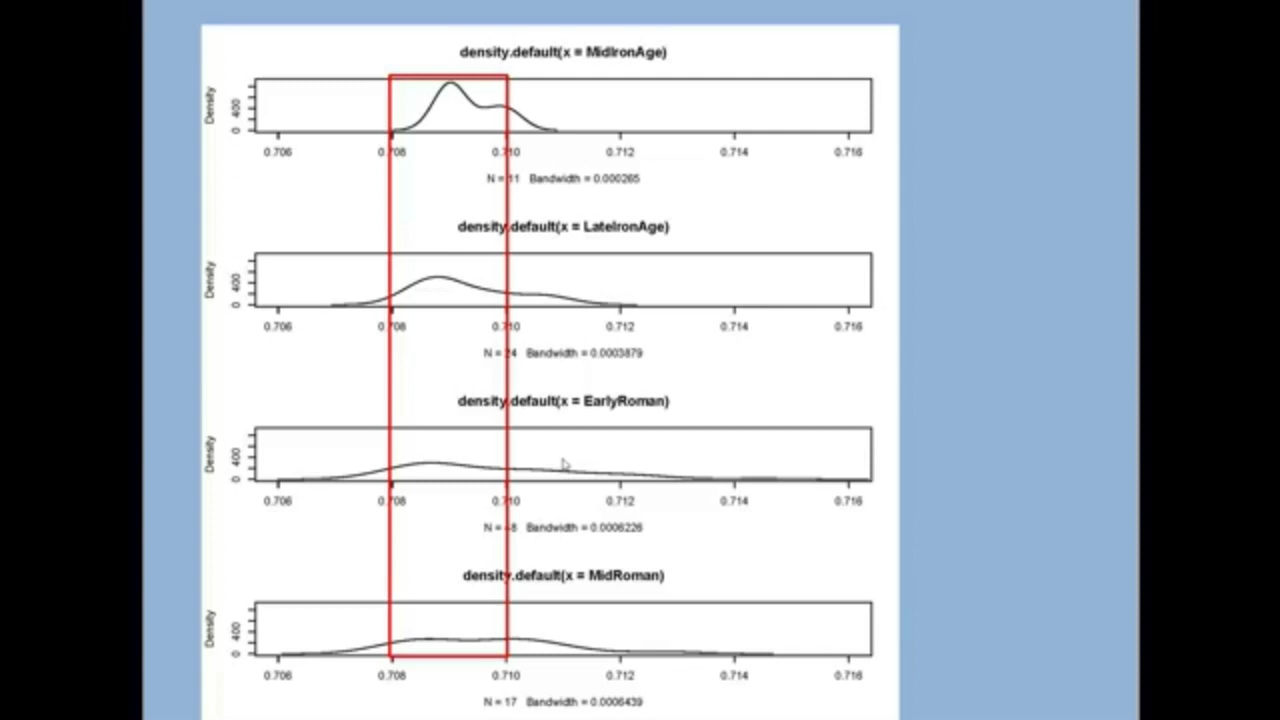 density.default(x = MidIronAge)
Density
0 400
0.706 0.708 0.710 0.712 0.714 0.716
N = 11 Bandwidth = 0.000265
density.default(x = LateIronAge)
Density
0 400
0.706 0.708 0.710 0.712 0.714 0.716
N = 24 Bandwidth = 0.0003879
density.default(x = EarlyRoman)
Density
0 400
0.706 0.708 0.710 0.712 0.714 0.716
N = Bandwidth = 0.0006226
density.default(x = MidRoman)
Density
0 400
0.706 0.708 0.710 0.712 0.714 0.716
N = 17 Bandwidth = 0.0006439